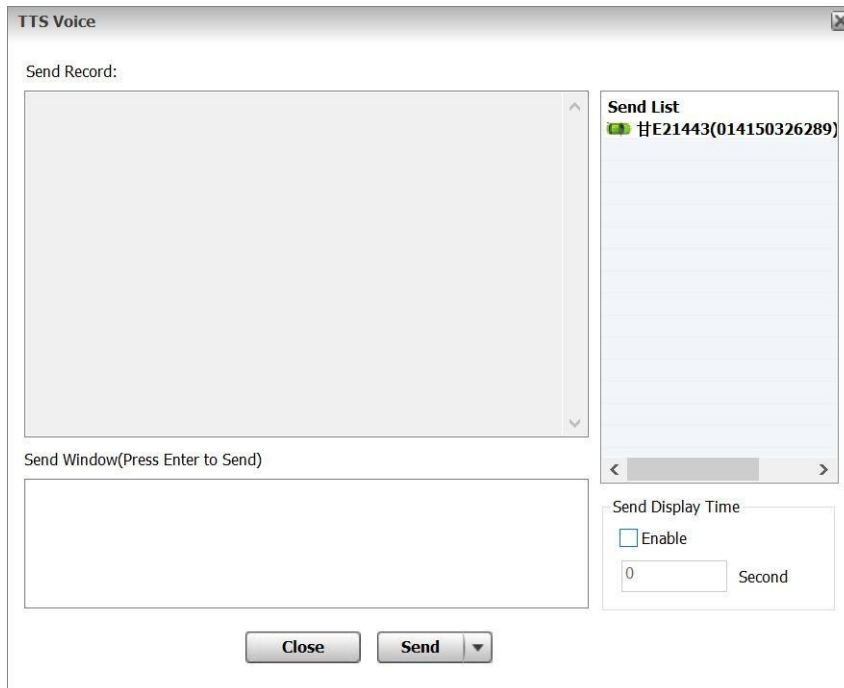 TTS Voice
Send Record:
Send List
甘E21443(014150326289)
Send Window(Press Enter to Send)
Send Display Time
Enable
0
Second
Close
Send